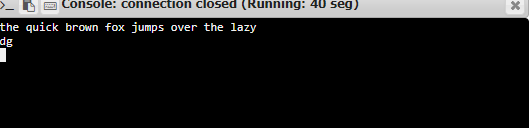 >_ Console: connection closed (Running: 40 seg)
the quick brown fox jumps over the lazy
dg